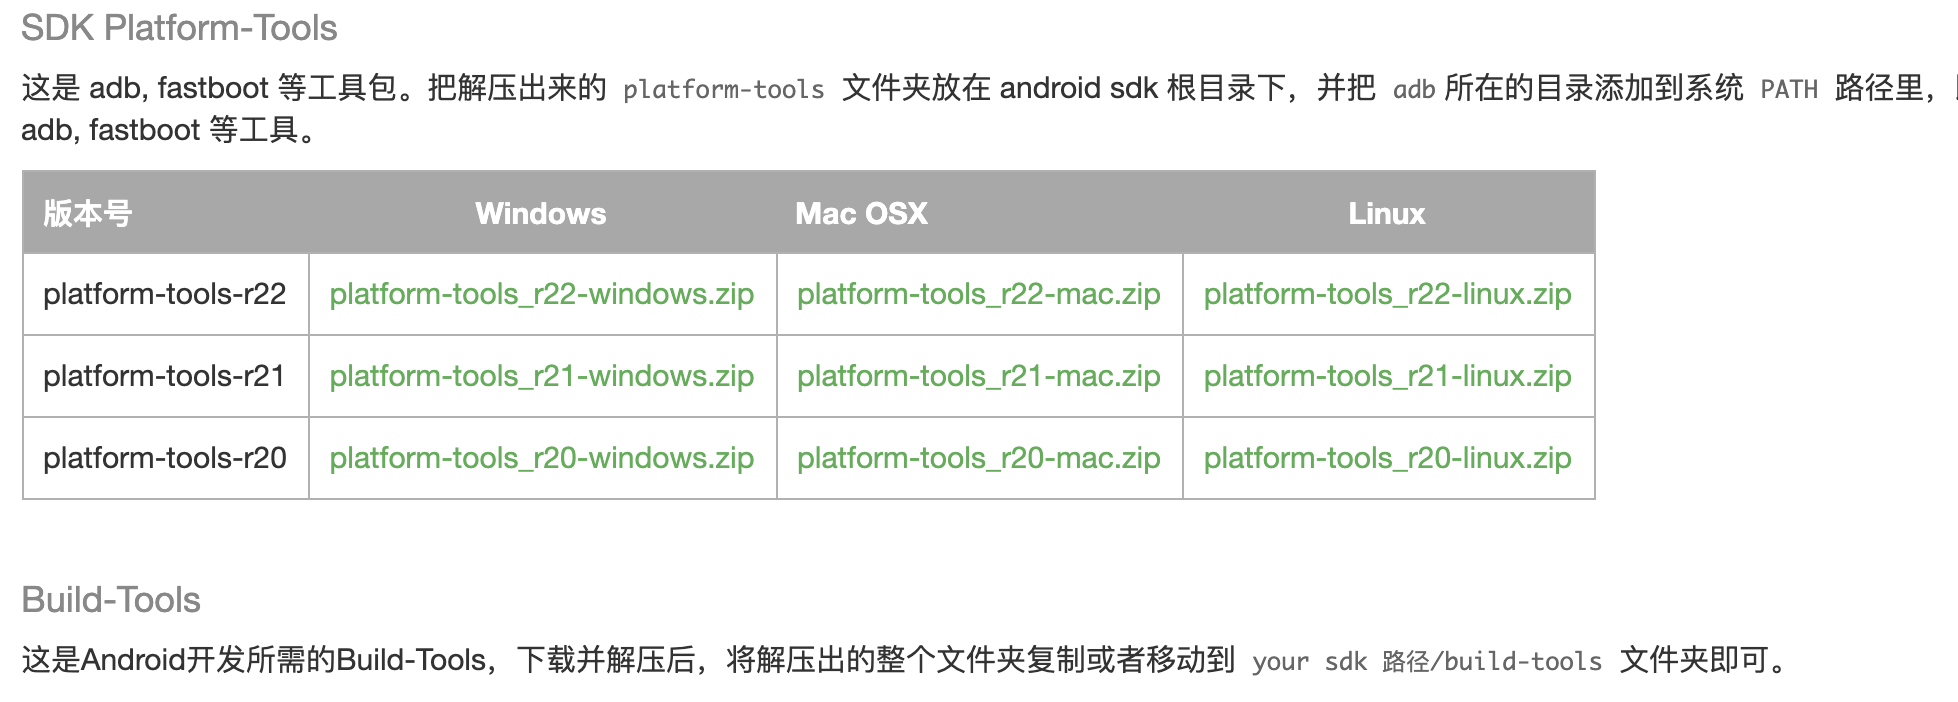 SDK Platform-Tools
这是 adb, fastboot 等工具包。把解压出来的 platform-tools 文件夹放在 android sdk 根目录下，并把 adb 所在的目录添加到系统 PATH 路径里，
adb, fastboot 等工具。
版本号 Windows Mac OSX Linux
platform-tools-r22 platform-tools_r22-windows.zip platform-tools_r22-mac.zip platform-tools_r22-linux.zip
platform-tools-r21 platform-tools_r21-windows.zip platform-tools_r21-mac.zip platform-tools_r21-linux.zip
platform-tools-r20 platform-tools_r20-windows.zip platform-tools_r20-mac.zip platform-tools_r20-linux.zip
Build-Tools
这是Android开发所需的Build-Tools，下载并解压后，将解压出的整个文件夹复制或者移动到 your sdk 路径/build-tools 文件夹即可。